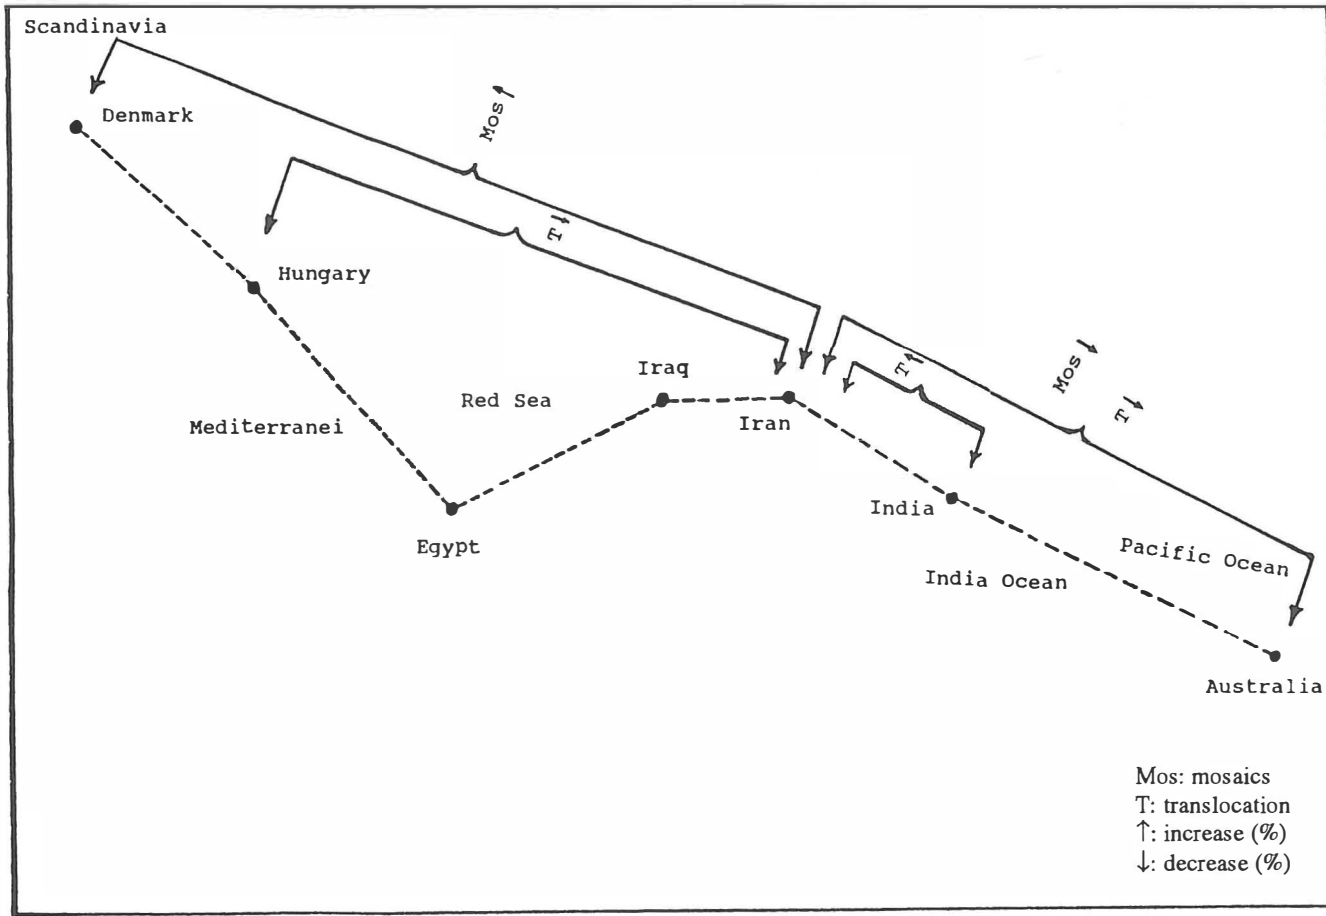 Scandinavia
Denmark
Mos ↑
Hungary
T ↓
Iraq
Red Sea
Iran
Mediterranei
Egypt
T ↑
Mos ↓
T ↓
India
Pacific Ocean
India Ocean
Australia
Mos: mosaics
T: translocation
↑: increase (%)
↓: decrease (%)